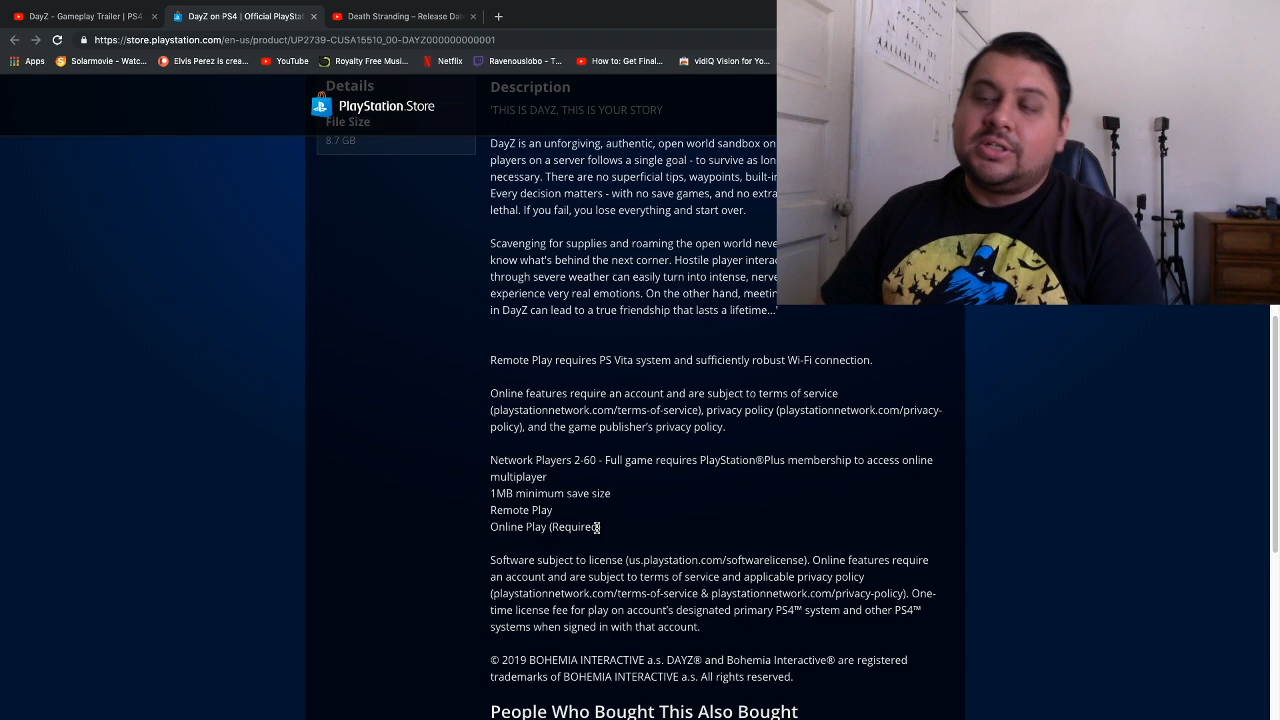 DayZ - Gameplay Trailer | PS4
DayZ on PS4 | Official PlaySta
Death Stranding – Release Da
https://store.playstation.com/en-us/product/UP2739-CUSA15510_00-DAYZ000000000001
Apps
Solarmovie - Watc...
Elvis Perez is crea...
YouTube
Royalty Free Musi...
Netflix
Ravenouslobo - T...
How to: Get Final...
vidIQ Vision for Yo...
Details
PlayStation Store
File Size
8.7 GB
Description
'THIS IS DAYZ, THIS IS YOUR STORY
DayZ is an unforgiving, authentic, open world sandbox on
players on a server follows a single goal - to survive as lon
necessary. There are no superficial tips, waypoints, built-in
Every decision matters - with no save games, and no extra
lethal. If you fail, you lose everything and start over.
Scavenging for supplies and roaming the open world neve
know what's behind the next corner. Hostile player interac
through severe weather can easily turn into intense, nerve
experience very real emotions. On the other hand, meetin
in DayZ can lead to a true friendship that lasts a lifetime...'
Remote Play requires PS Vita system and sufficiently robust Wi-Fi connection.
Online features require an account and are subject to terms of service
(playstationnetwork.com/terms-of-service), privacy policy (playstationnetwork.com/privacy-
policy), and the game publisher's privacy policy.
Network Players 2-60 - Full game requires PlayStation®Plus membership to access online
multiplayer
1MB minimum save size
Remote Play
Online Play (Required)
Software subject to license (us.playstation.com/softwarelicense). Online features require
an account and are subject to terms of service and applicable privacy policy
(playstationnetwork.com/terms-of-service & playstationnetwork.com/privacy-policy). One-
time license fee for play on account's designated primary PS4™ system and other PS4™
systems when signed in with that account.
© 2019 BOHEMIA INTERACTIVE a.s. DAYZ® and Bohemia Interactive® are registered
trademarks of BOHEMIA INTERACTIVE a.s. All rights reserved.
People Who Bought This Also Bought